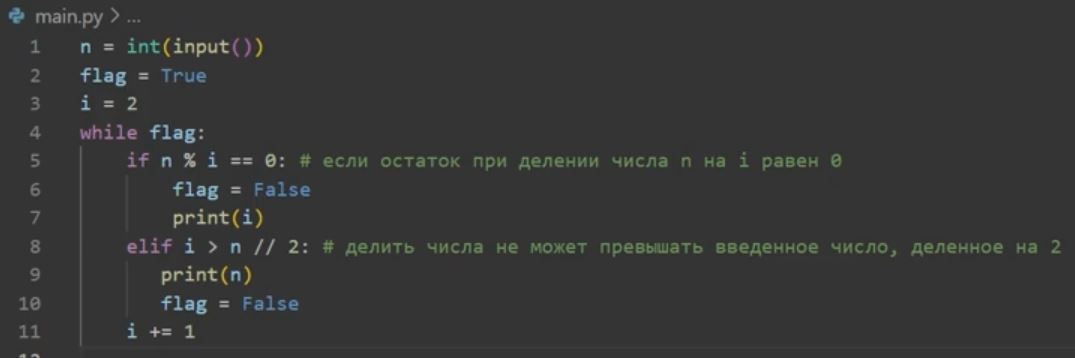 main.py > ...
1 n = int(input())
2 flag = True
3 i = 2
4 while flag:
5 if n % i == 0: # если остаток при делении числа n на i равен 0
6 flag = False
7 print(i)
8 elif i > n // 2: # делить числа не может превышать введенное число, деленное на 2
9 print(n)
10 flag = False
11 i += 1